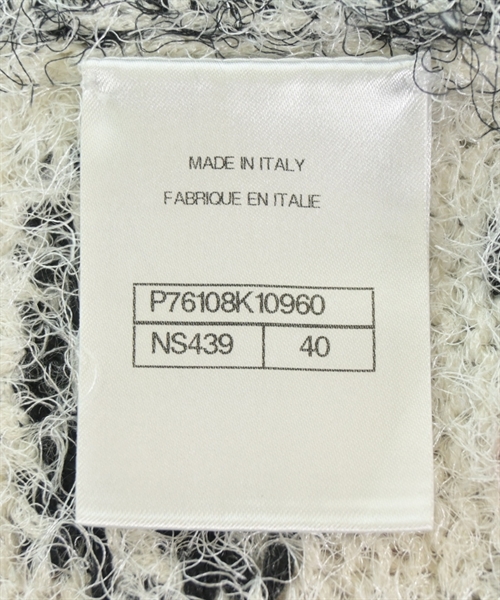 MADE IN ITALY
FABRIQUE EN ITALIE
P76108K10960
NS439 40